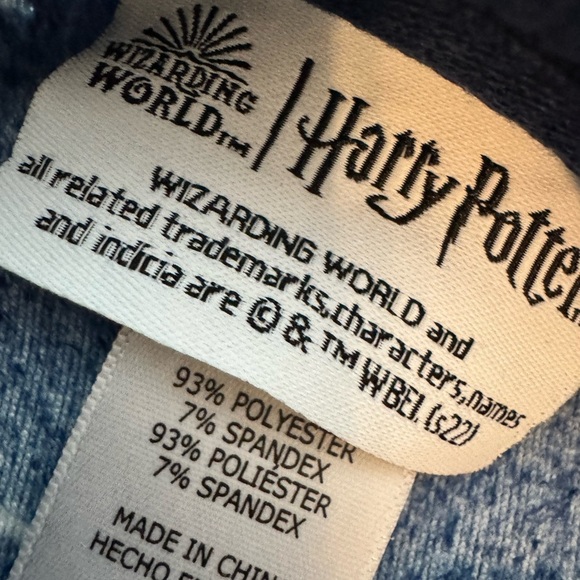 WIZARDING
WORLD™
Harry Potter
WIZARDING WORLD and
all related trademarks,characters,names
and indicia are © & ™ WBEI. (s22)
93% POLYESTER
7% SPANDEX
93% POLIÉSTER
7% SPANDEX
MADE IN
HECHO